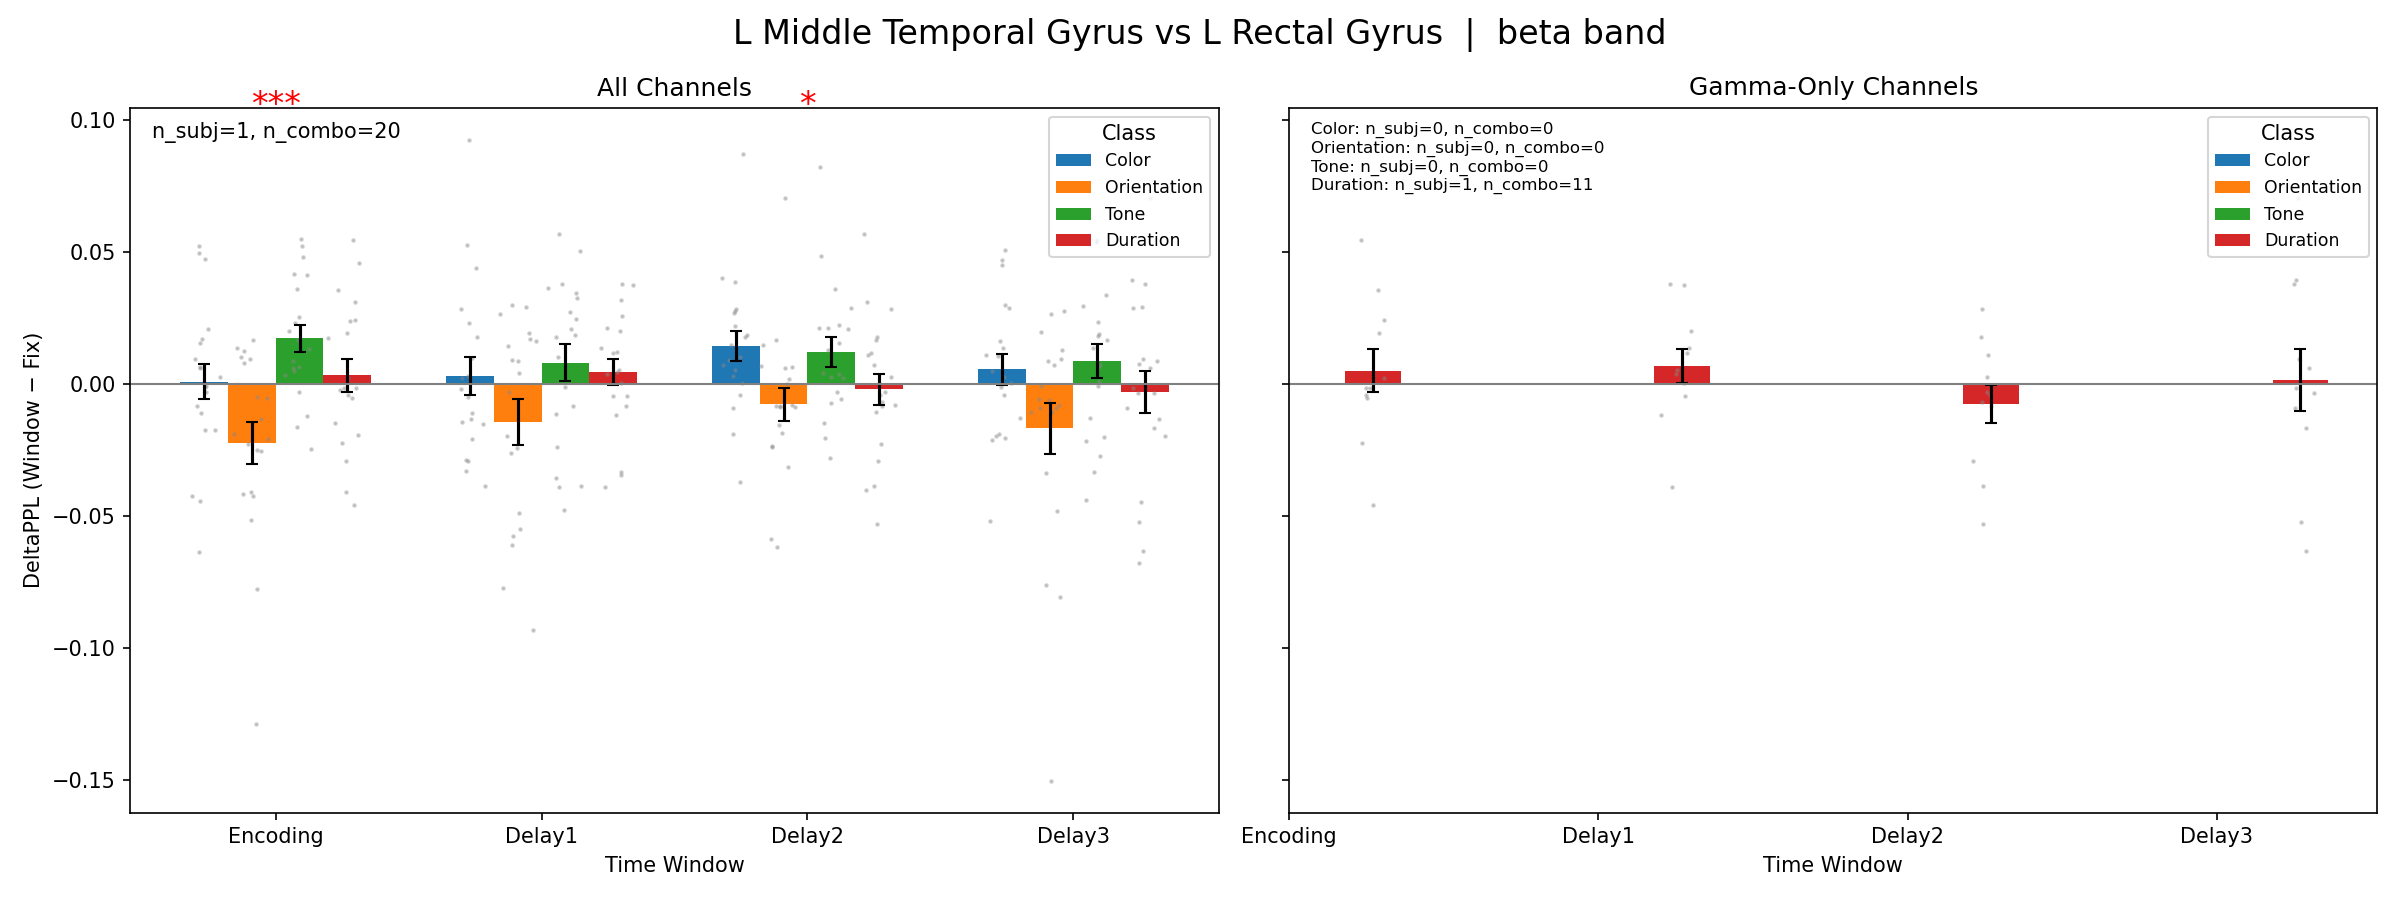 L Middle Temporal Gyrus vs L Rectal Gyrus | beta band
All Channels
***
*
n_subj=1, n_combo=20
Class
Color
Orientation
Tone
Duration
0.10
0.05
0.00
−0.05
−0.10
−0.15
DeltaPPL (Window − Fix)
Encoding
Delay1
Delay2
Delay3
Time Window
Gamma-Only Channels
Color: n_subj=0, n_combo=0
Orientation: n_subj=0, n_combo=0
Tone: n_subj=0, n_combo=0
Duration: n_subj=1, n_combo=11
Class
Color
Orientation
Tone
Duration
Encoding
Delay1
Delay2
Delay3
Time Window